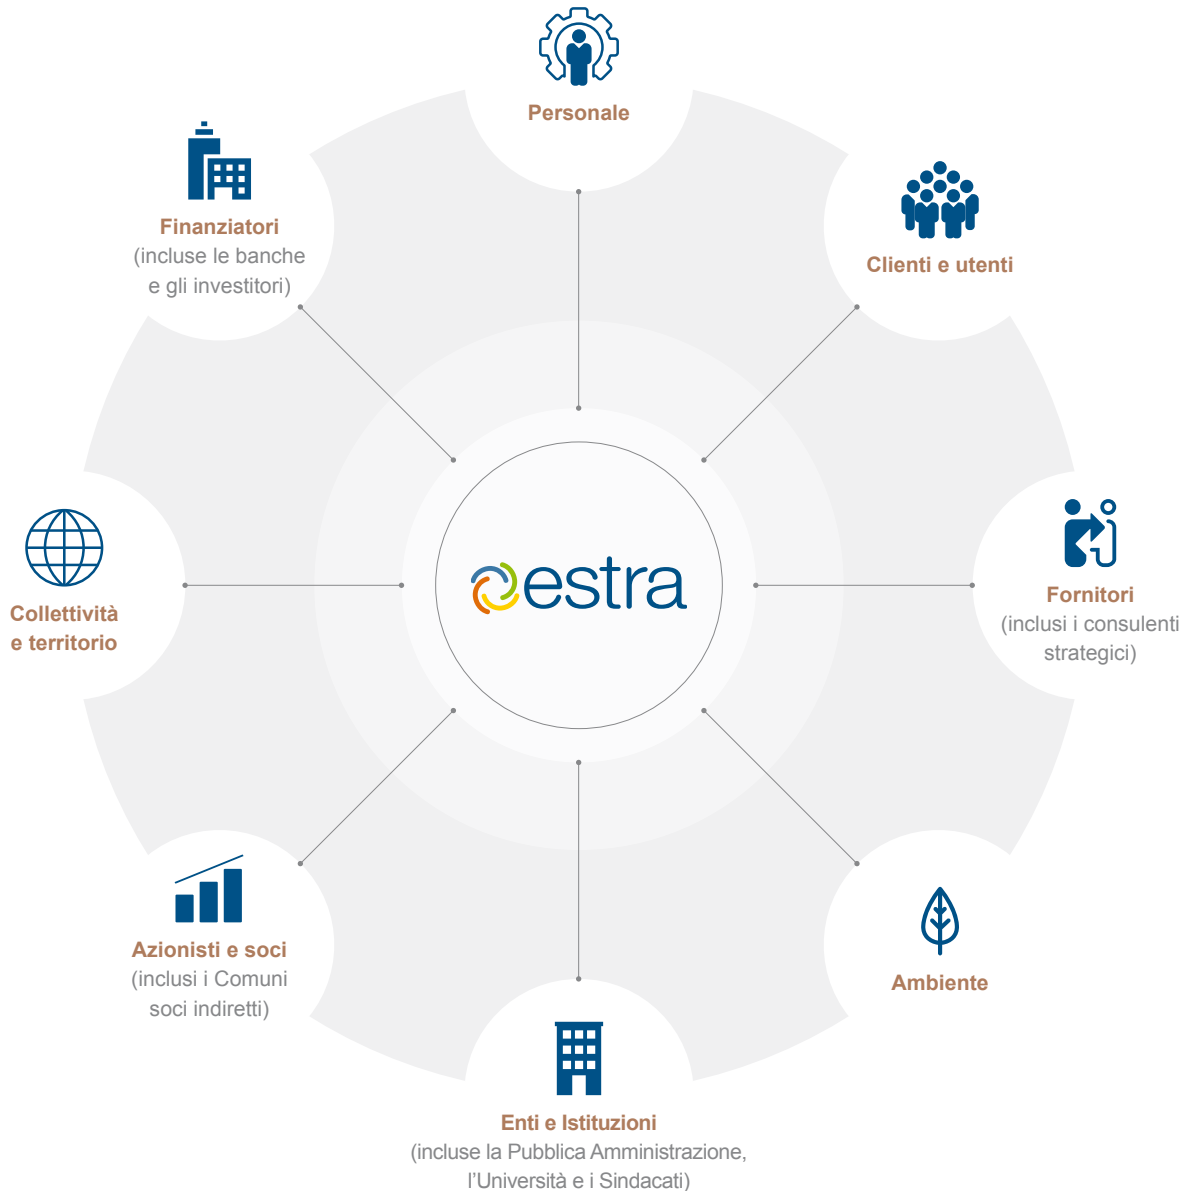 Personale
Clienti e utenti
Fornitori
(inclusi i consulenti
strategici)
Ambiente
Enti e Istituzioni
(incluse la Pubblica Amministrazione,
l’Università e i Sindacati)
Azionisti e soci
(inclusi i Comuni
soci indiretti)
Collettività
e territorio
Finanziatori
(incluse le banche
e gli investitori)
estra